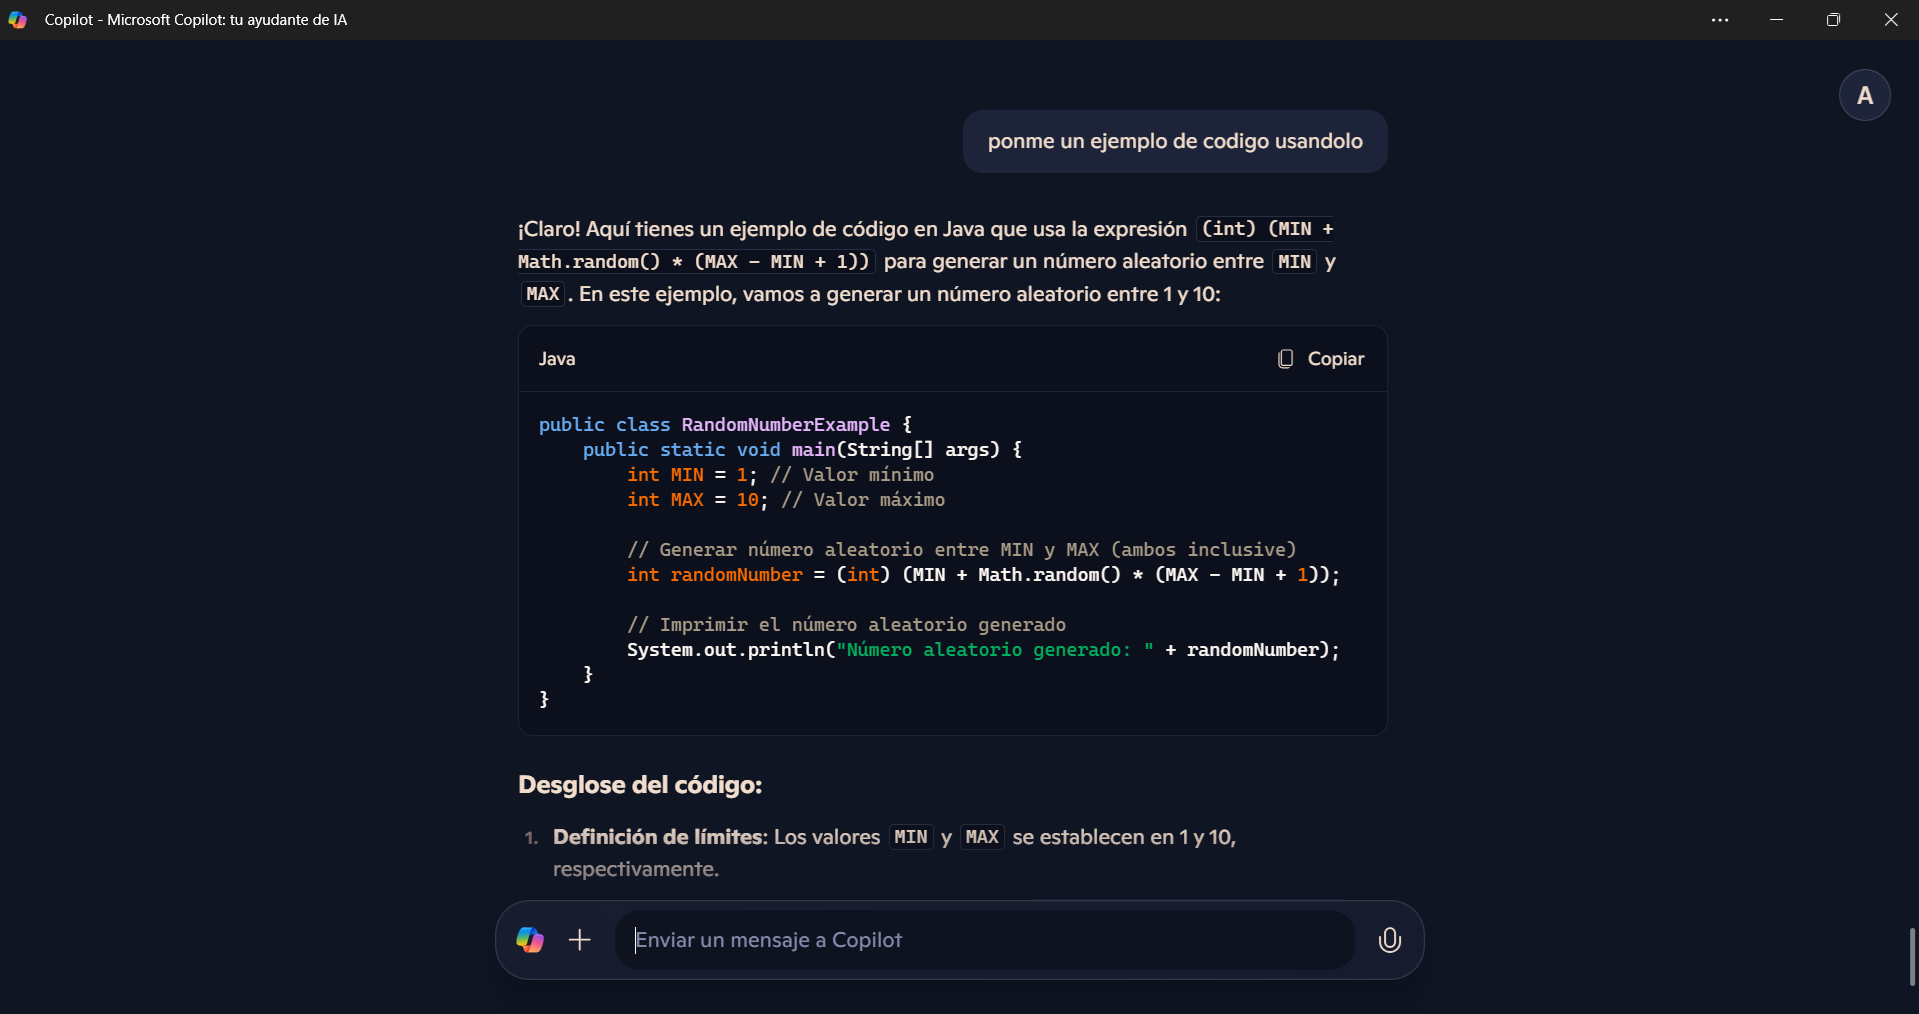 Copilot - Microsoft Copilot: tu ayudante de IA
A
ponme un ejemplo de codigo usandolo
¡Claro! Aquí tienes un ejemplo de código en Java que usa la expresión (int) (MIN +
Math.random() * (MAX - MIN + 1)) para generar un número aleatorio entre MIN y
MAX. En este ejemplo, vamos a generar un número aleatorio entre 1 y 10:
Java
Copiar
public class RandomNumberExample {
    public static void main(String[] args) {
        int MIN = 1; // Valor mínimo
        int MAX = 10; // Valor máximo
        // Generar número aleatorio entre MIN y MAX (ambos inclusive)
        int randomNumber = (int) (MIN + Math.random() * (MAX - MIN + 1));
        // Imprimir el número aleatorio generado
        System.out.println("Número aleatorio generado: " + randomNumber);
    }
}
Desglose del código:
1. Definición de límites: Los valores MIN y MAX se establecen en 1 y 10,
respectivamente.
Enviar un mensaje a Copilot